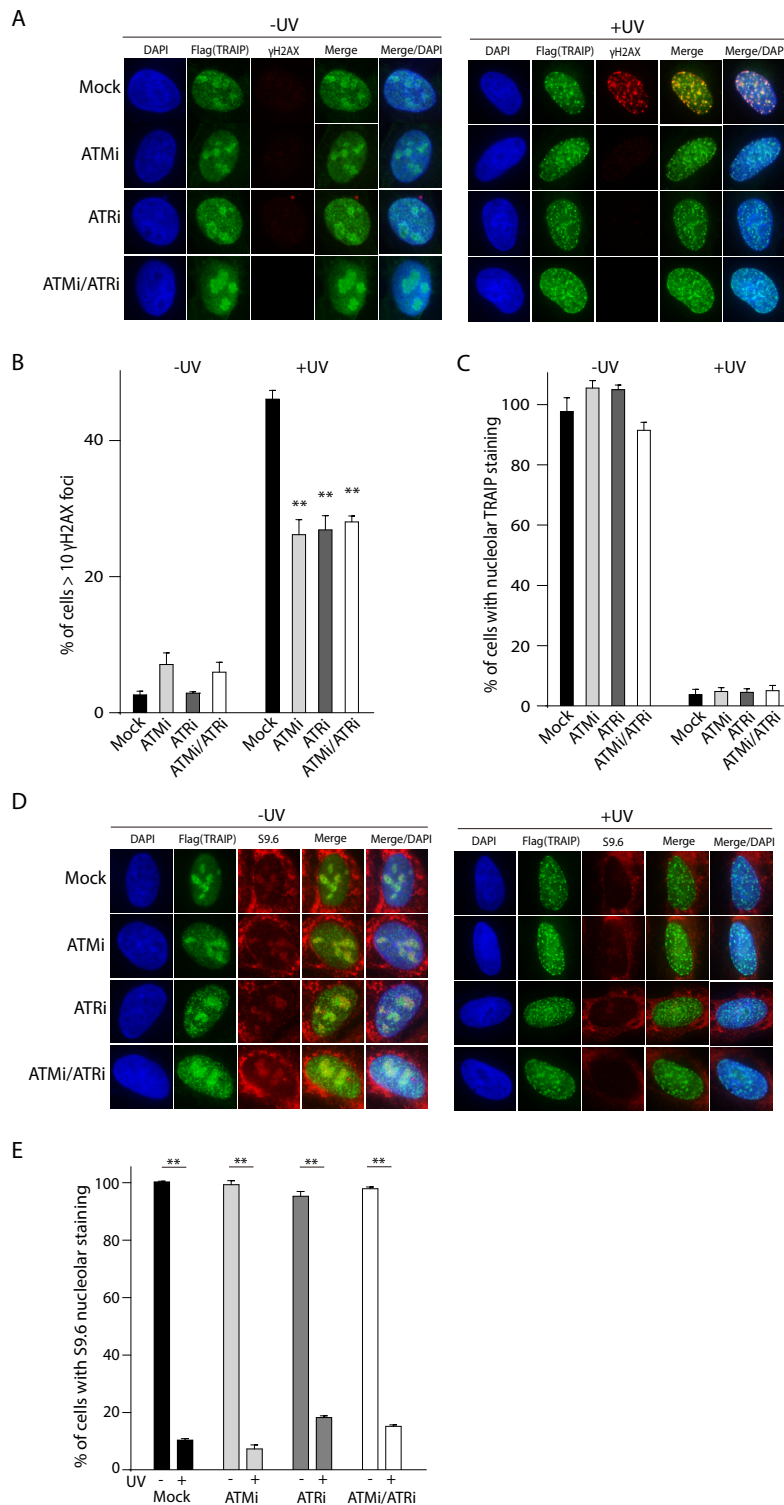 A
-UV
DAPI Flag(TRAIP) γH2AX Merge Merge/DAPI
+UV
DAPI Flag(TRAIP) γH2AX Merge Merge/DAPI
Mock
ATMi
ATRi
ATMi/ATRi
B
-UV
+UV
% of cells > 10 γH2AX foci
40
20
0
** ** **
Mock ATMi ATRi ATMi/ATRi
Mock ATMi ATRi ATMi/ATRi
C
-UV
+UV
% of cells with nucleolar TRAIP staining
100
80
60
40
20
0
Mock ATMi ATRi ATMi/ATRi
Mock ATMi ATRi ATMi/ATRi
D
-UV
DAPI Flag(TRAIP) S9.6 Merge Merge/DAPI
+UV
DAPI Flag(TRAIP) S9.6 Merge Merge/DAPI
Mock
ATMi
ATRi
ATMi/ATRi
E
% of cells with S9.6 nucleolar staining
100
80
60
40
20
0
** ** ** **
UV - + - + - + - +
Mock ATMi ATRi ATMi/ATRi